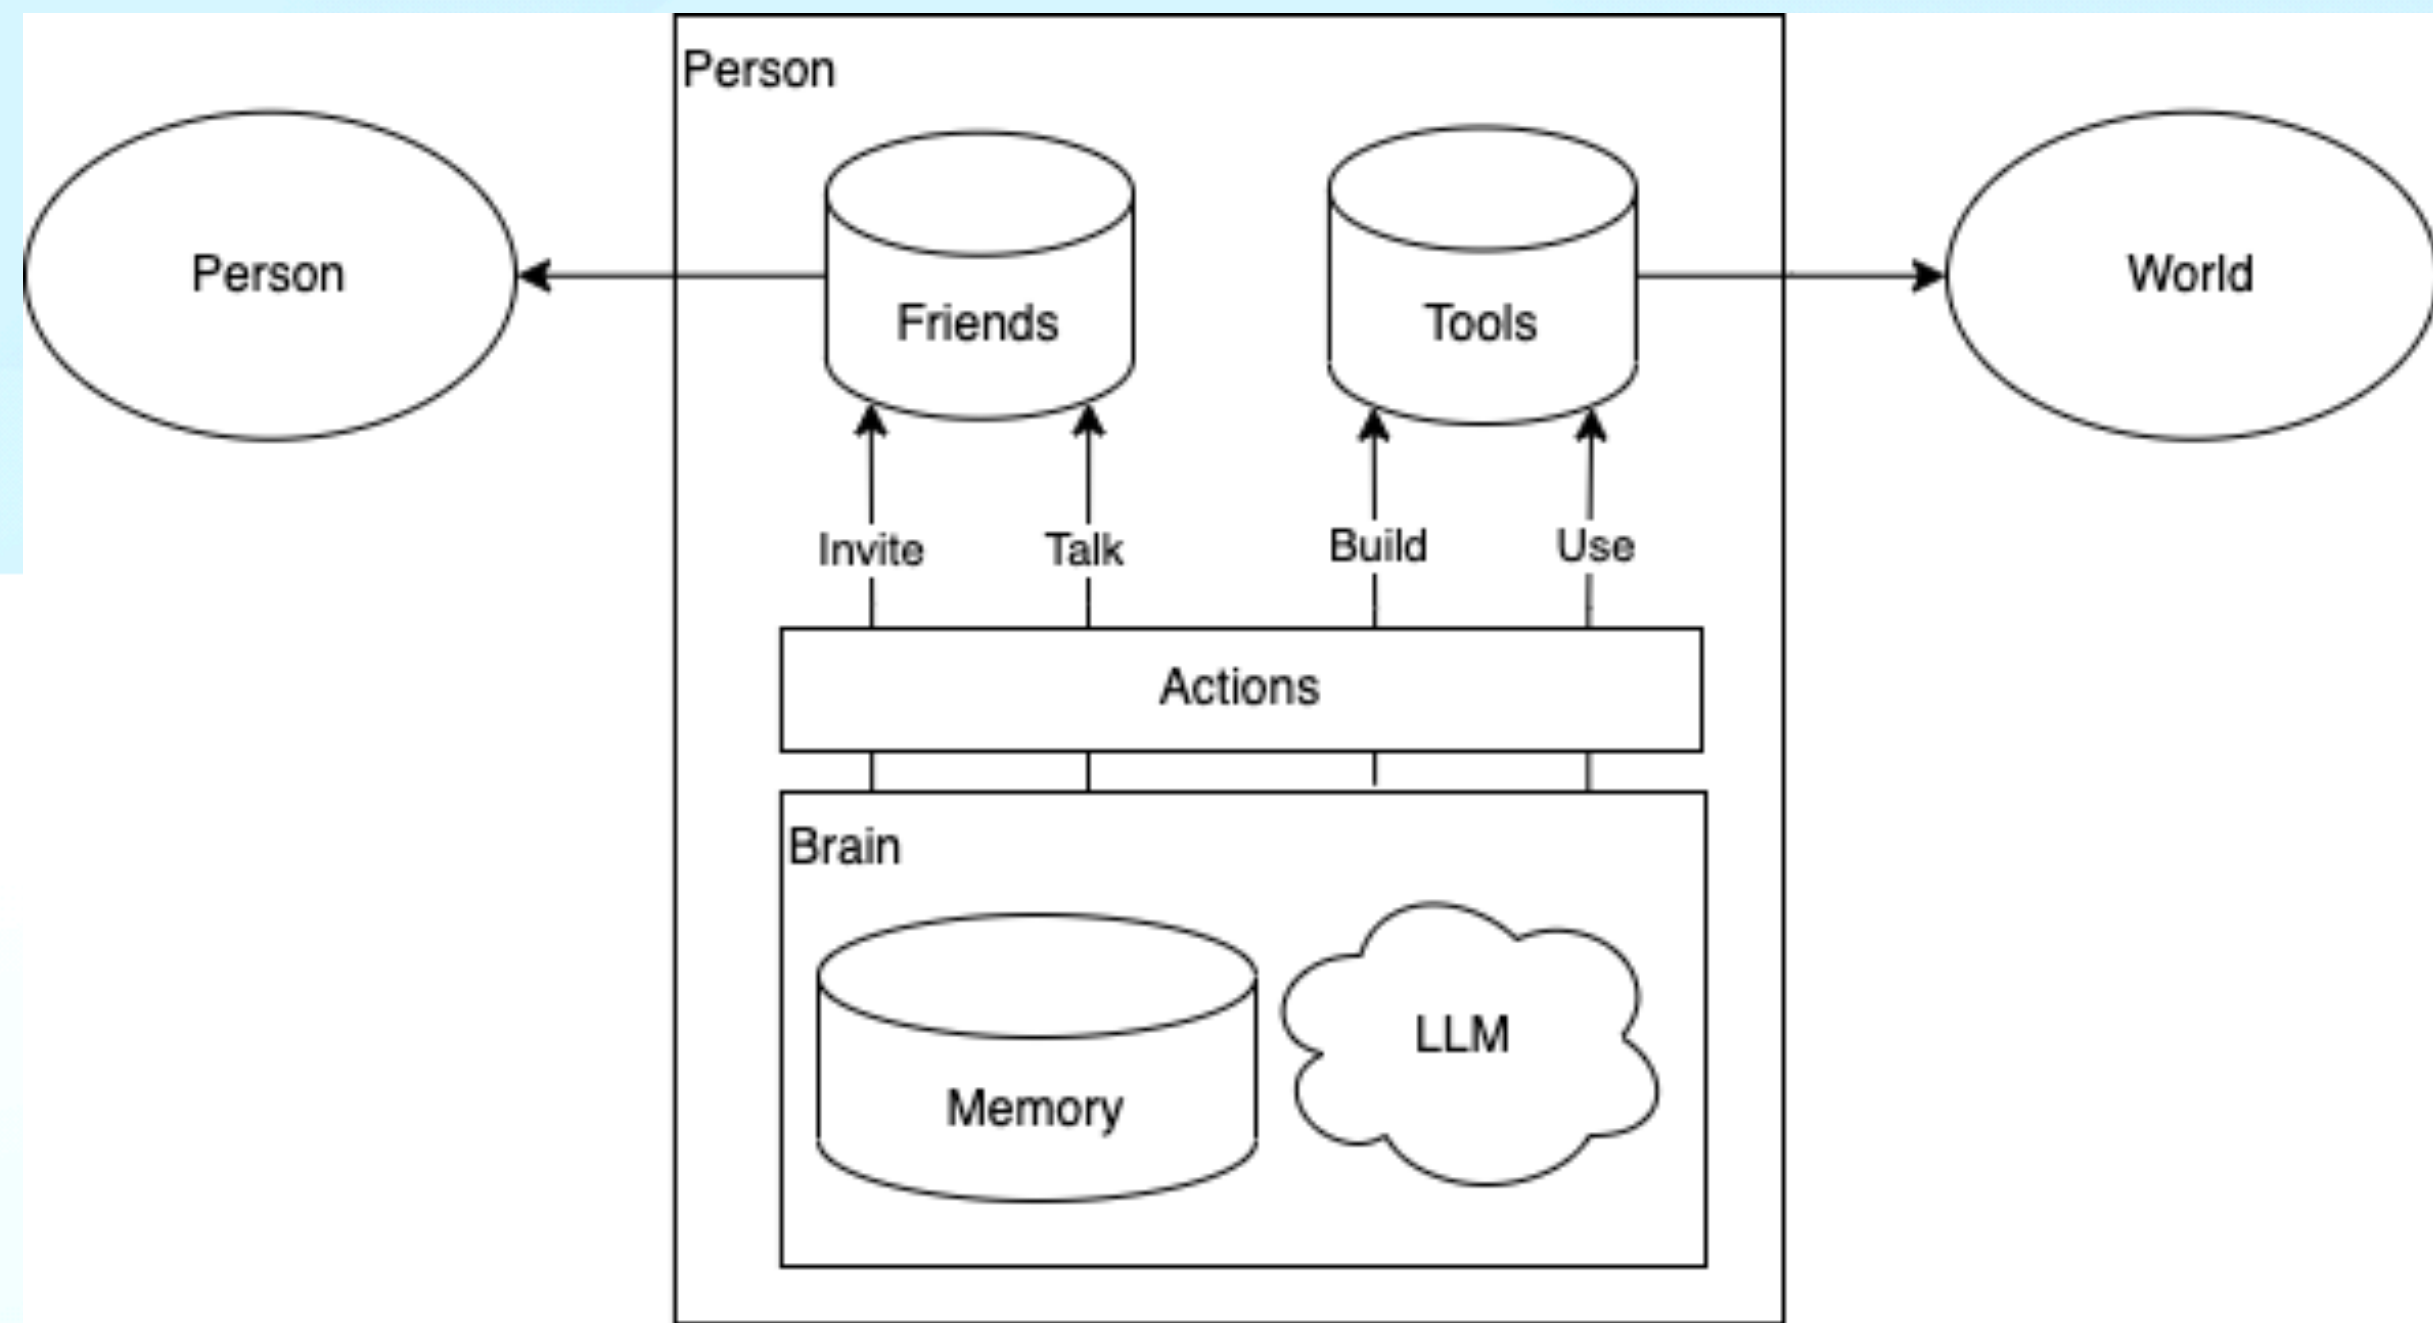 Person
Person
Friends
Tools
World
Invite
Talk
Build
Use
Actions
Brain
Memory
LLM